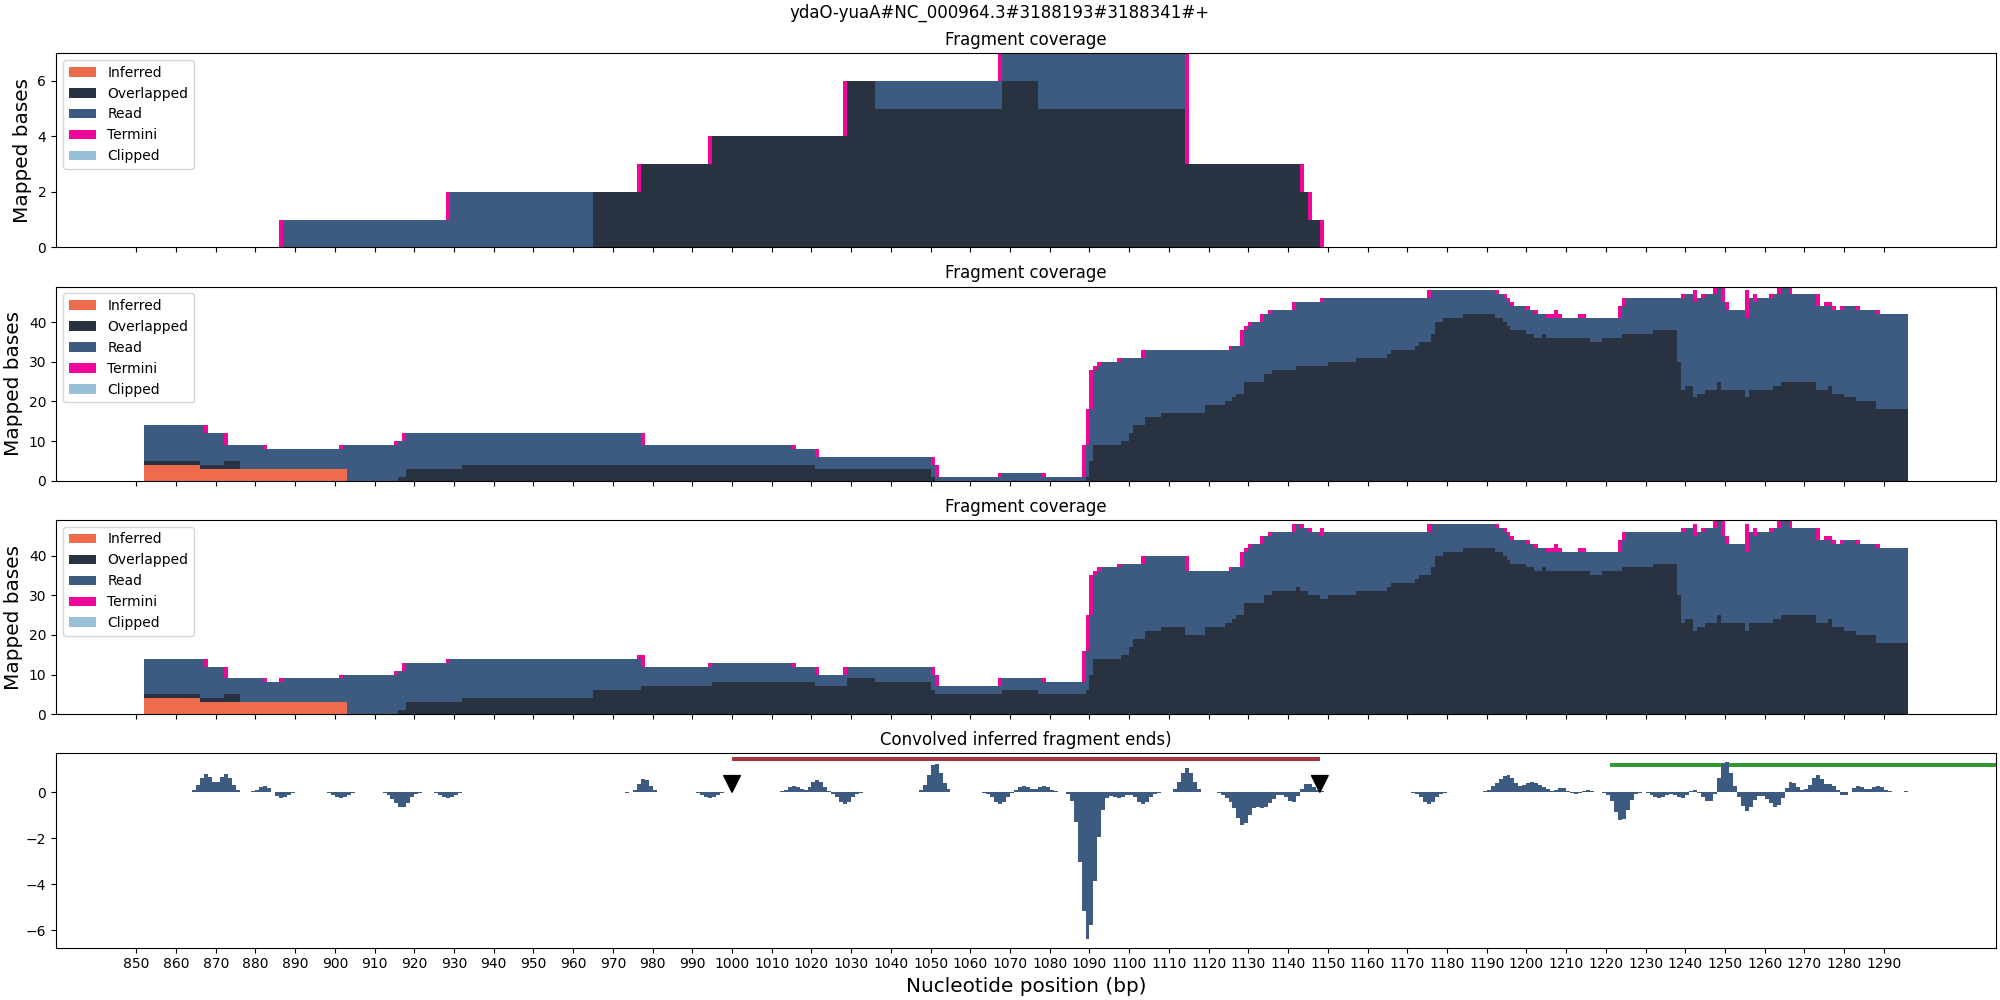 ydaO-yuaA#NC_000964.3#3188193#3188341#+
Fragment coverage
Mapped bases
6
4
2
0
Inferred
Overlapped
Read
Termini
Clipped
Fragment coverage
Mapped bases
40
30
20
10
0
Inferred
Overlapped
Read
Termini
Clipped
Fragment coverage
Mapped bases
40
30
20
10
0
Inferred
Overlapped
Read
Termini
Clipped
Convolved inferred fragment ends)
0
−2
−4
−6
850 860 870 880 890 900 910 920 930 940 950 960 970 980 990 1000 1010 1020 1030 1040 1050 1060 1070 1080 1090 1100 1110 1120 1130 1140 1150 1160 1170 1180 1190 1200 1210 1220 1230 1240 1250 1260 1270 1280 1290
Nucleotide position (bp)